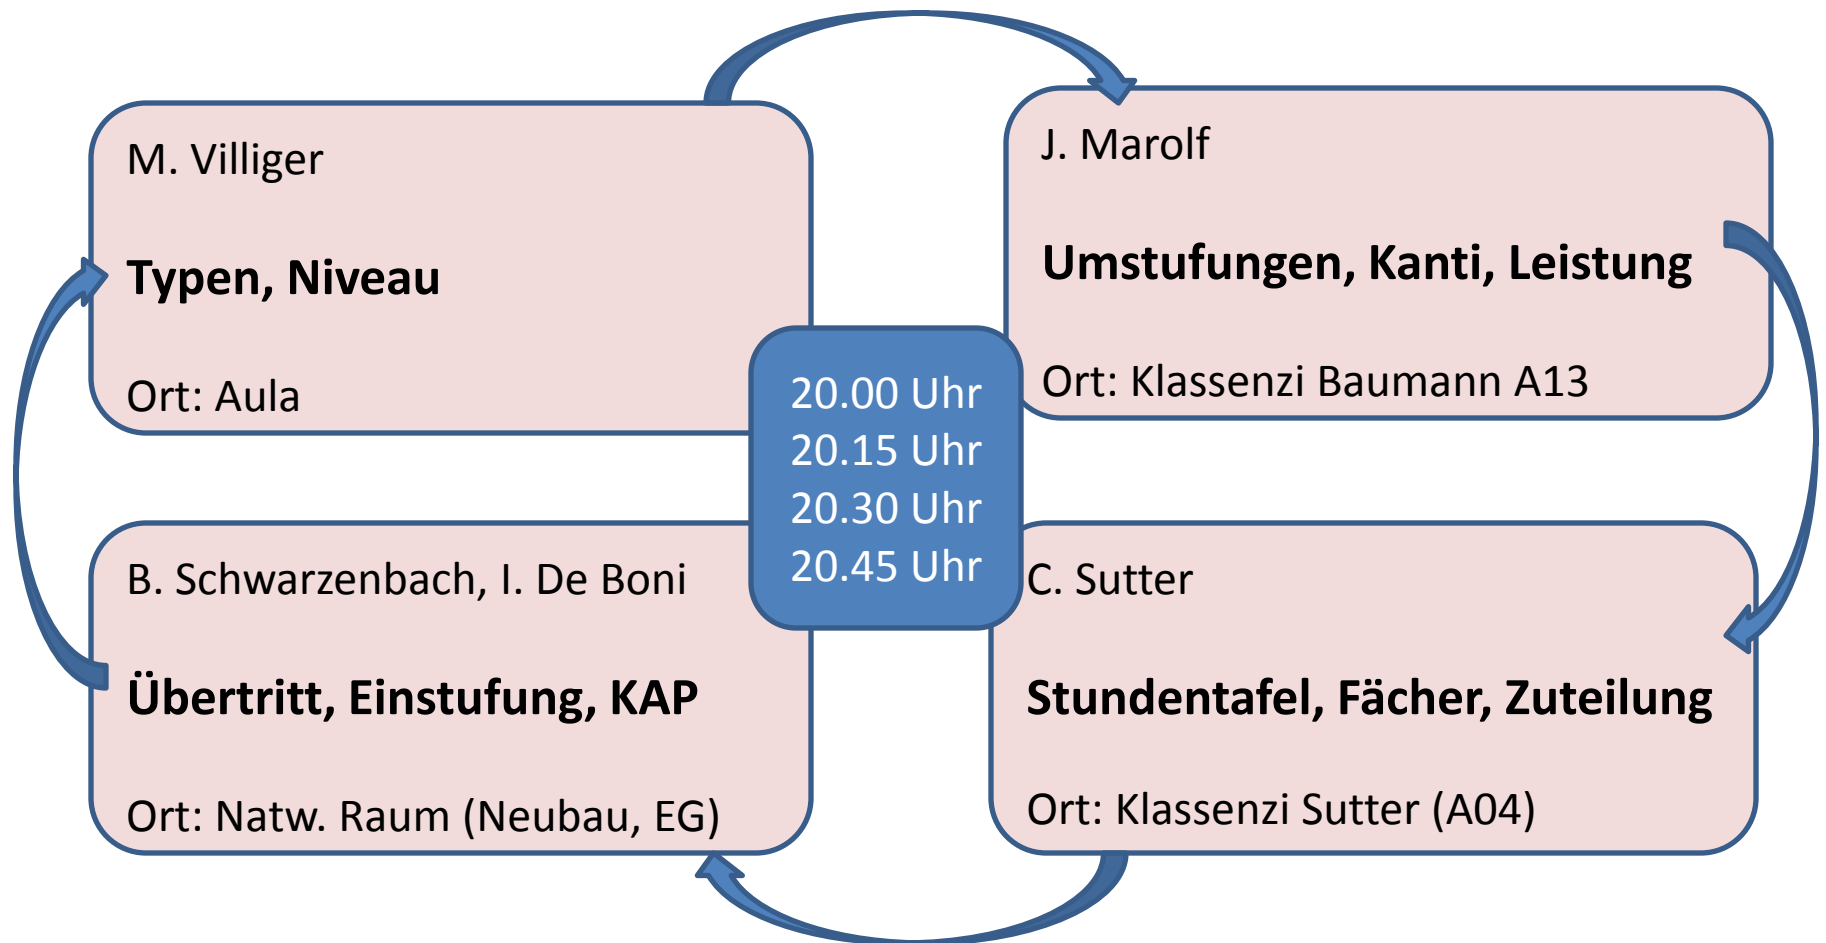 M. Villiger
Typen, Niveau
Ort: Aula
J. Marolf
Umstufungen, Kanti, Leistung
Ort: Klassenzi Baumann A13
20.00 Uhr
20.15 Uhr
20.30 Uhr
20.45 Uhr
B. Schwarzenbach, I. De Boni
Übertritt, Einstufung, KAP
Ort: Natw. Raum (Neubau, EG)
C. Sutter
Stundentafel, Fächer, Zuteilung
Ort: Klassenzi Sutter (A04)